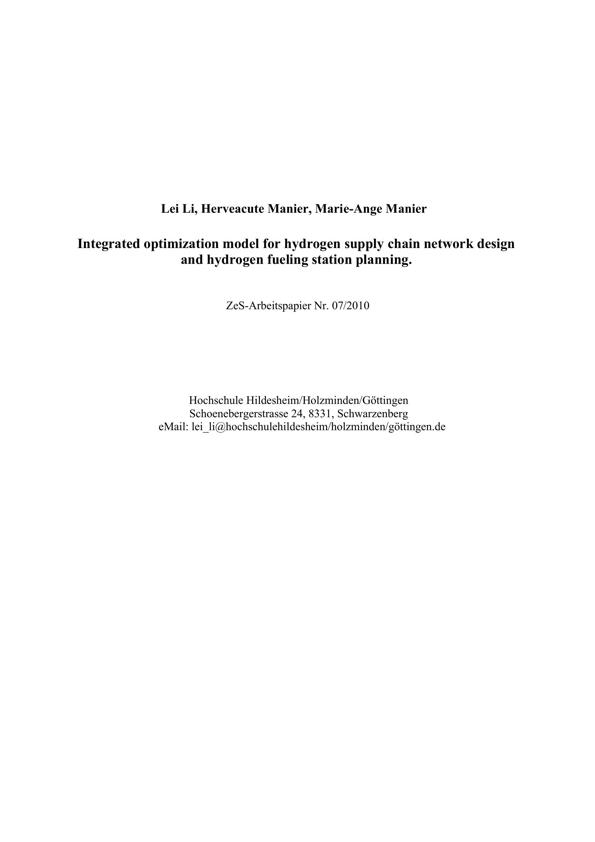 Lei Li, Herveacute Manier, Marie-Ange Manier
Integrated optimization model for hydrogen supply chain network design
and hydrogen fueling station planning.
ZeS-Arbeitspapier Nr. 07/2010
Hochschule Hildesheim/Holzminden/Göttingen
Schoenebergerstrasse 24, 8331, Schwarzenberg
eMail: lei_li@hochschulehildesheim/holzminden/göttingen.de